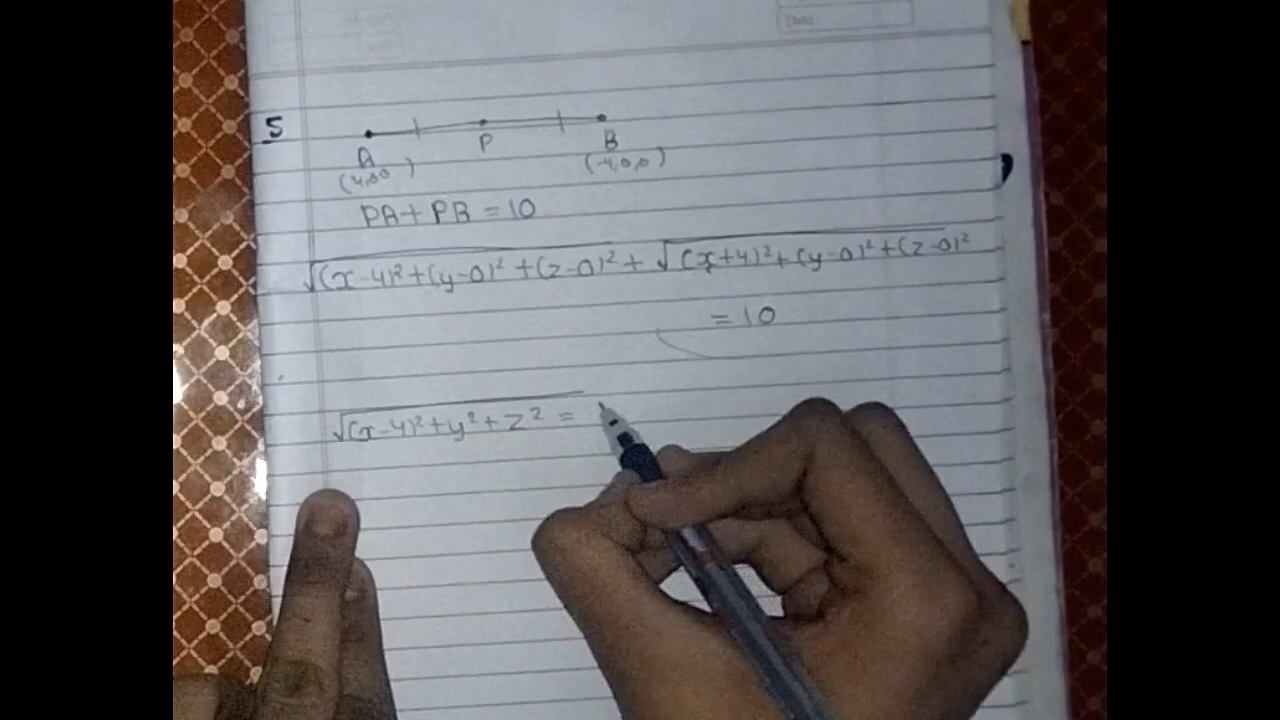 5
A P B
(4,0,0) (-4,0,0)
PA + PB = 10
√(x-4)² + (y-0)² + (z-0)² + √(x+4)² + (y-0)² + (z-0)²
= 10
√(x-4)² + y² + z² =